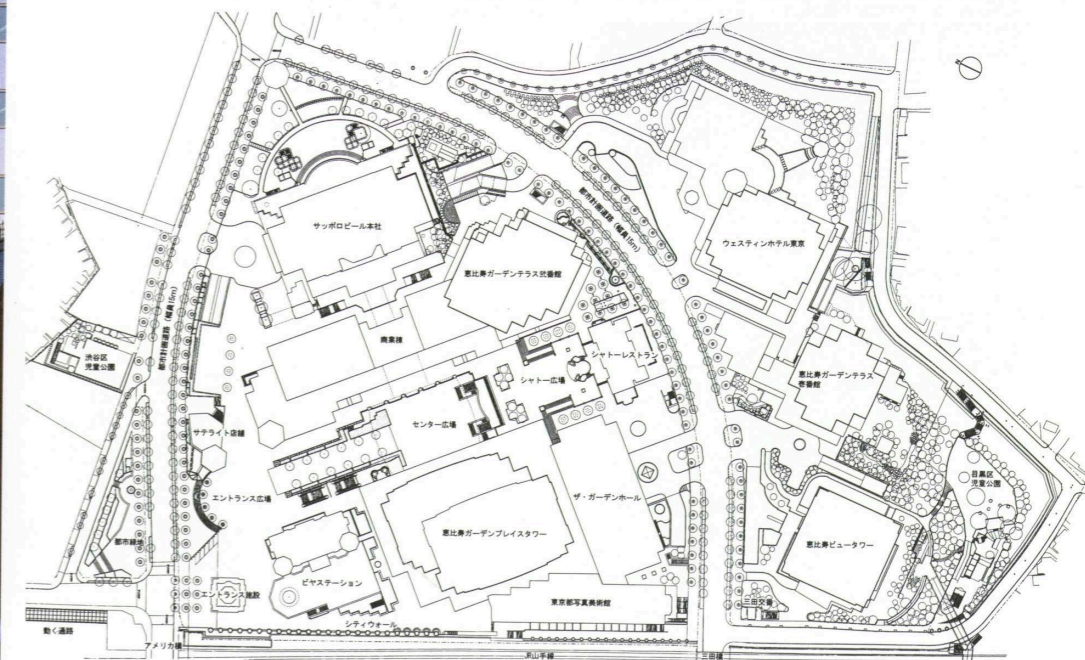 N
サッポロビール本社
都市計画道路（幅員15m）
ウェスティンホテル東京
恵比寿ガーデンテラス弐番館
都市計画道路（幅員15m）
渋谷区
児童公園
商業棟
シャトーレストラン
シャトー広場
恵比寿ガーデンテラス
壱番館
サテライト店舗
センター広場
エントランス広場
ザ・ガーデンホール
目黒区
児童公園
恵比寿ガーデンプレイスタワー
都市緑地
恵比寿ビュータワー
ビヤステーション
エントランス施設
東京都写真美術館
三田交番
シティウォール
動く通路
アメリカ橋
JR山手線
三田橋